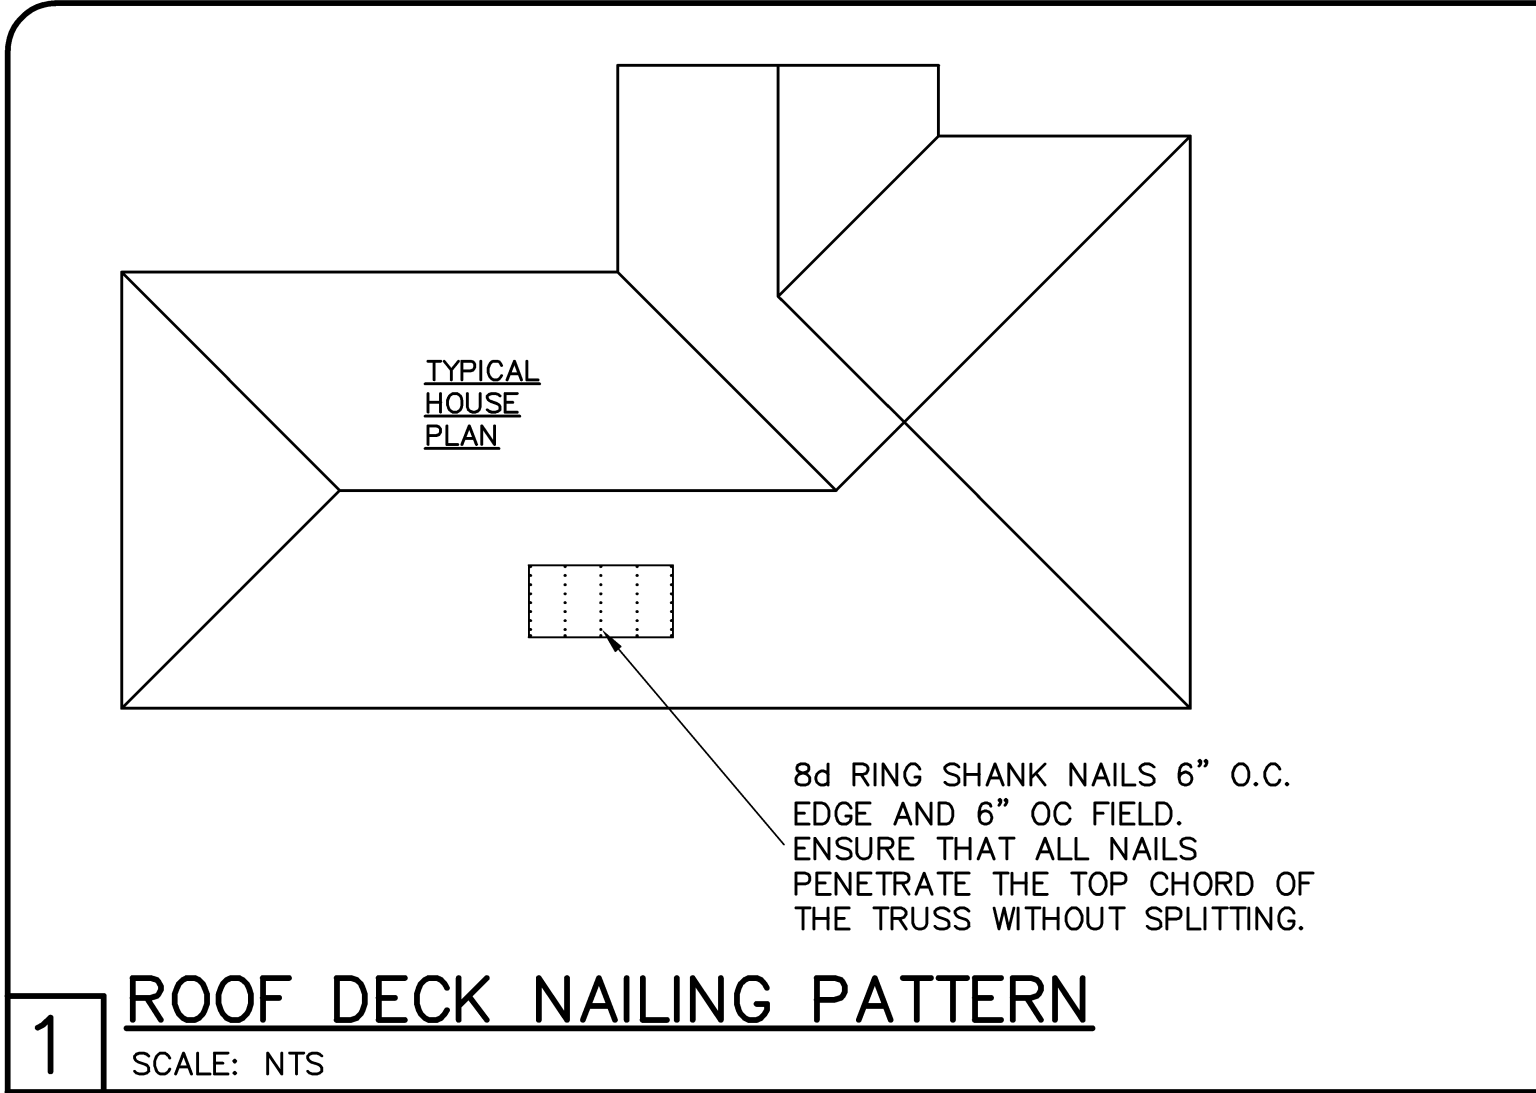 TYPICAL
HOUSE
PLAN
8d RING SHANK NAILS 6” O.C.
EDGE AND 6” OC FIELD.
ENSURE THAT ALL NAILS
PENETRATE THE TOP CHORD OF
THE TRUSS WITHOUT SPLITTING.
1
ROOF DECK NAILING PATTERN
SCALE: NTS